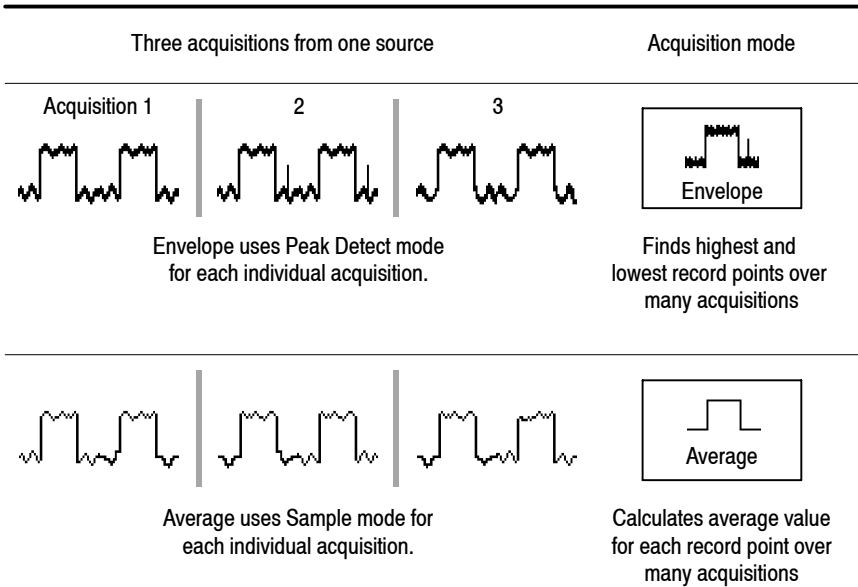 Three acquisitions from one source
Acquisition mode
Acquisition 1
2
3
Envelope
Envelope uses Peak Detect mode
for each individual acquisition.
Finds highest and
lowest record points over
many acquisitions
Average
Average uses Sample mode for
each individual acquisition.
Calculates average value
for each record point over
many acquisitions